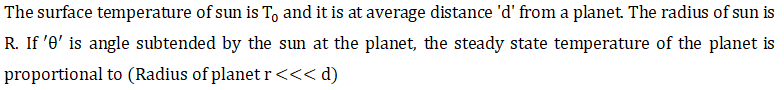 The surface temperature of sun is T₀ and it is at average distance 'd' from a planet. The radius of sun is
R. If 'θ' is angle subtended by the sun at the planet, the steady state temperature of the planet is
proportional to (Radius of planet r <<< d)